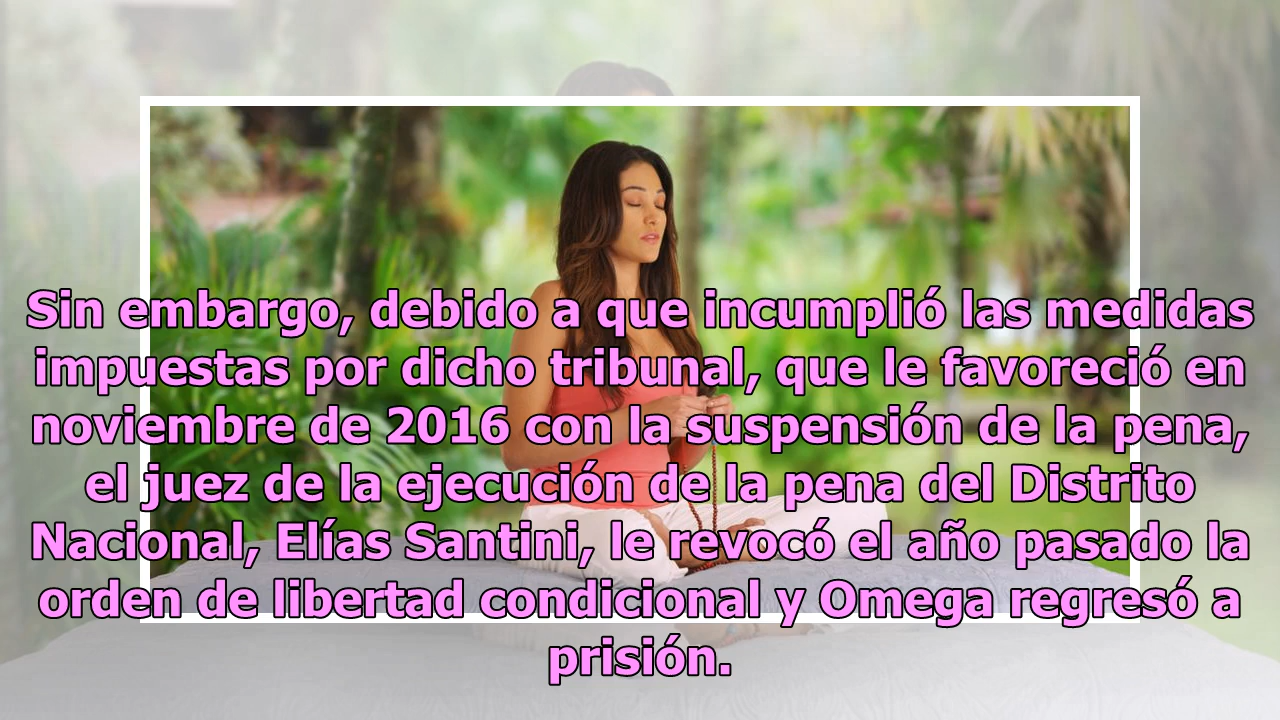 Sin embargo, debido a que incumplió las medidas
impuestas por dicho tribunal, que le favoreció en
noviembre de 2016 con la suspensión de la pena,
el juez de la ejecución de la pena del Distrito
Nacional, Elías Santini, le revocó el año pasado la
orden de libertad condicional y Omega regresó a
prisión.